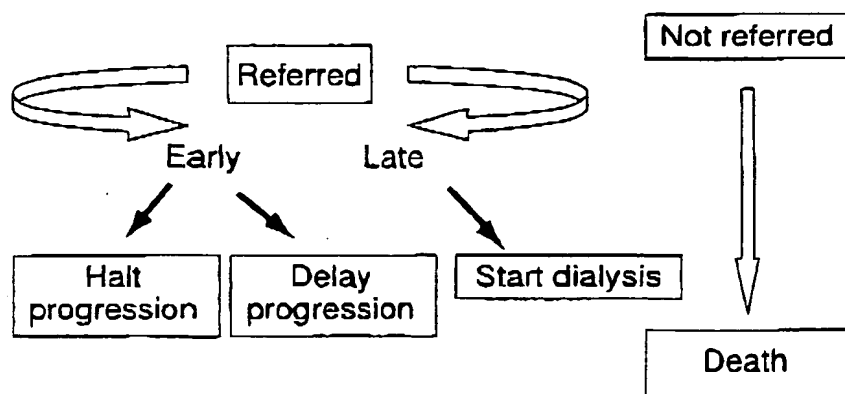 Not referred
Referred
Early
Late
Halt
progression
Delay
progression
Start dialysis
Death